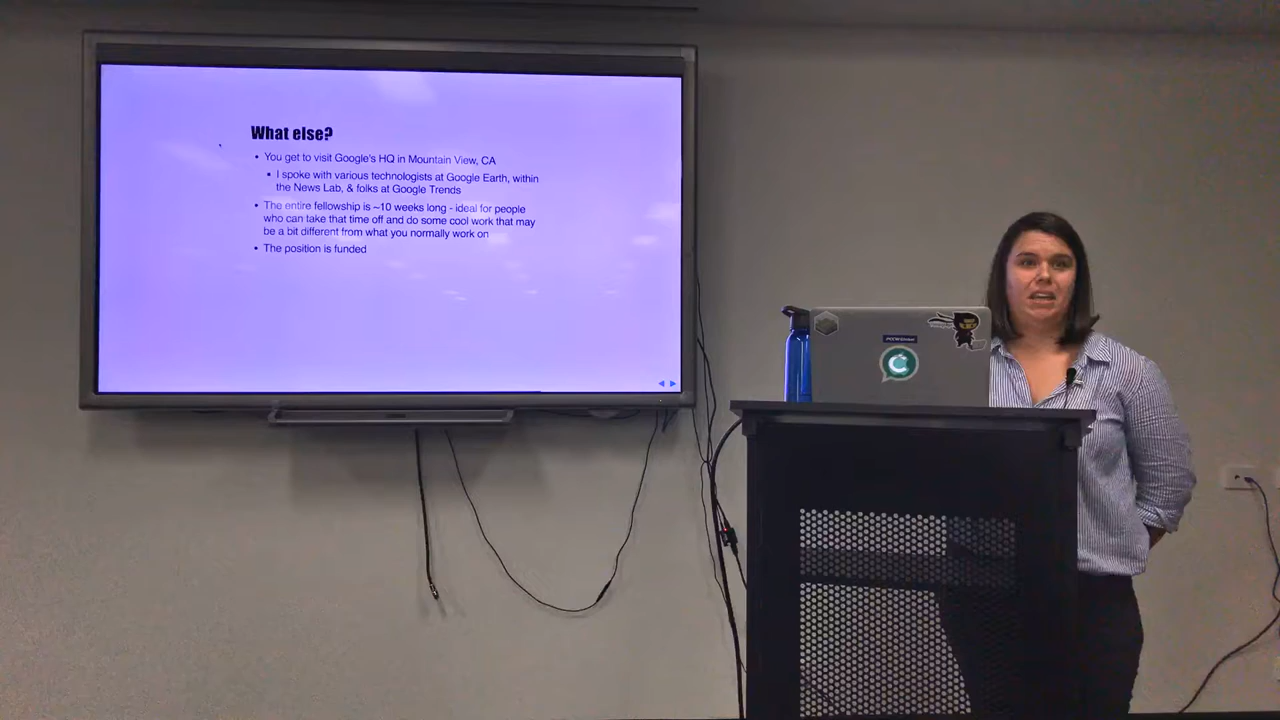 What else?
• You get to visit Google's HQ in Mountain View, CA
• I spoke with various technologists at Google Earth, within
the News Lab, & folks at Google Trends
• The entire fellowship is ~10 weeks long - ideal for people
who can take that time off and do some cool work that may
be a bit different from what you normally work on
• The position is funded